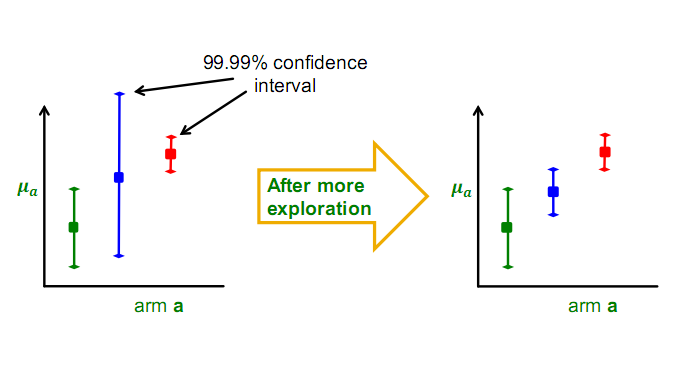 99.99% confidence
interval
μₐ
After more
exploration
μₐ
arm a
arm a